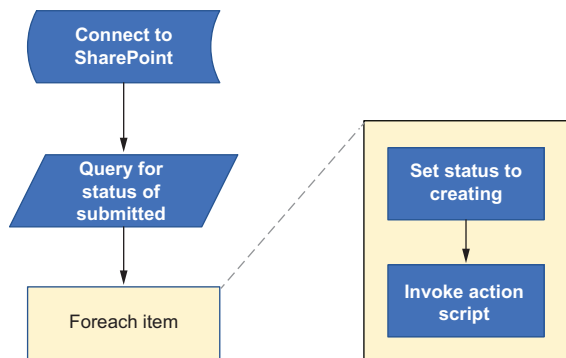 Connect to
SharePoint
Query for
status of
submitted
Foreach item
Set status to
creating
Invoke action
script